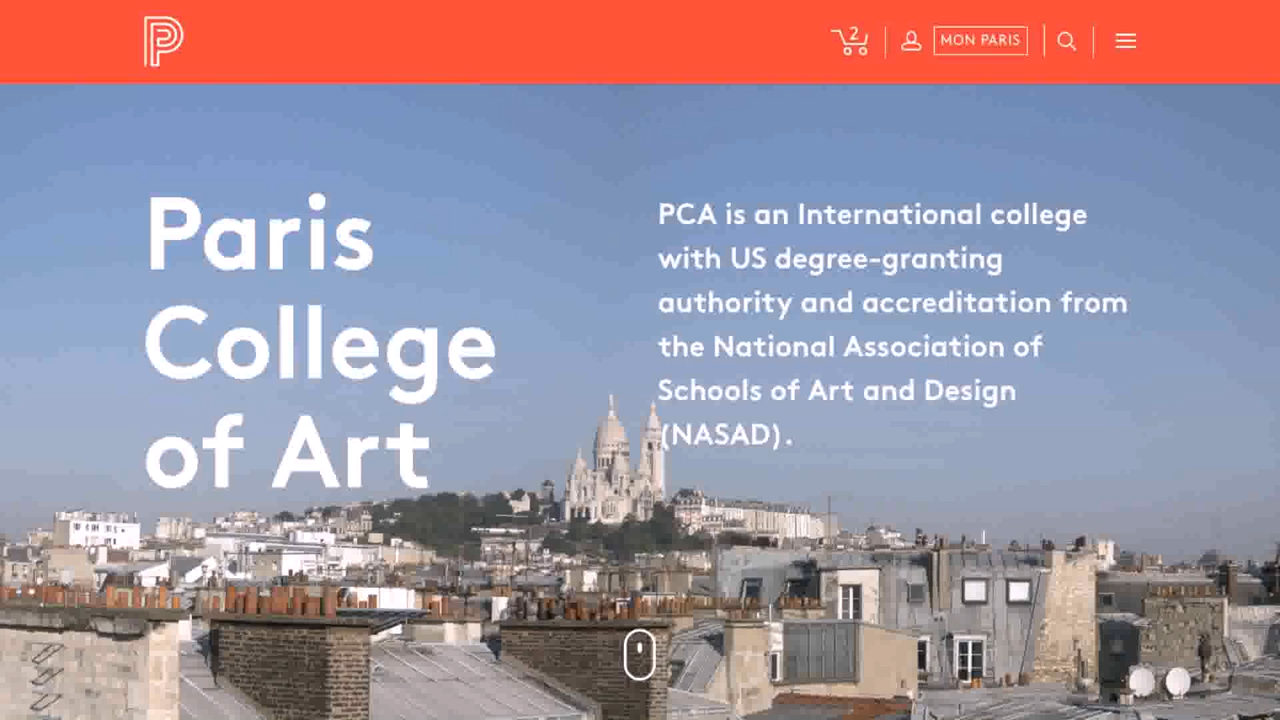 P
2
MON PARIS
Paris
College
of Art
PCA is an International college
with US degree-granting
authority and accreditation from
the National Association of
Schools of Art and Design
(NASAD).